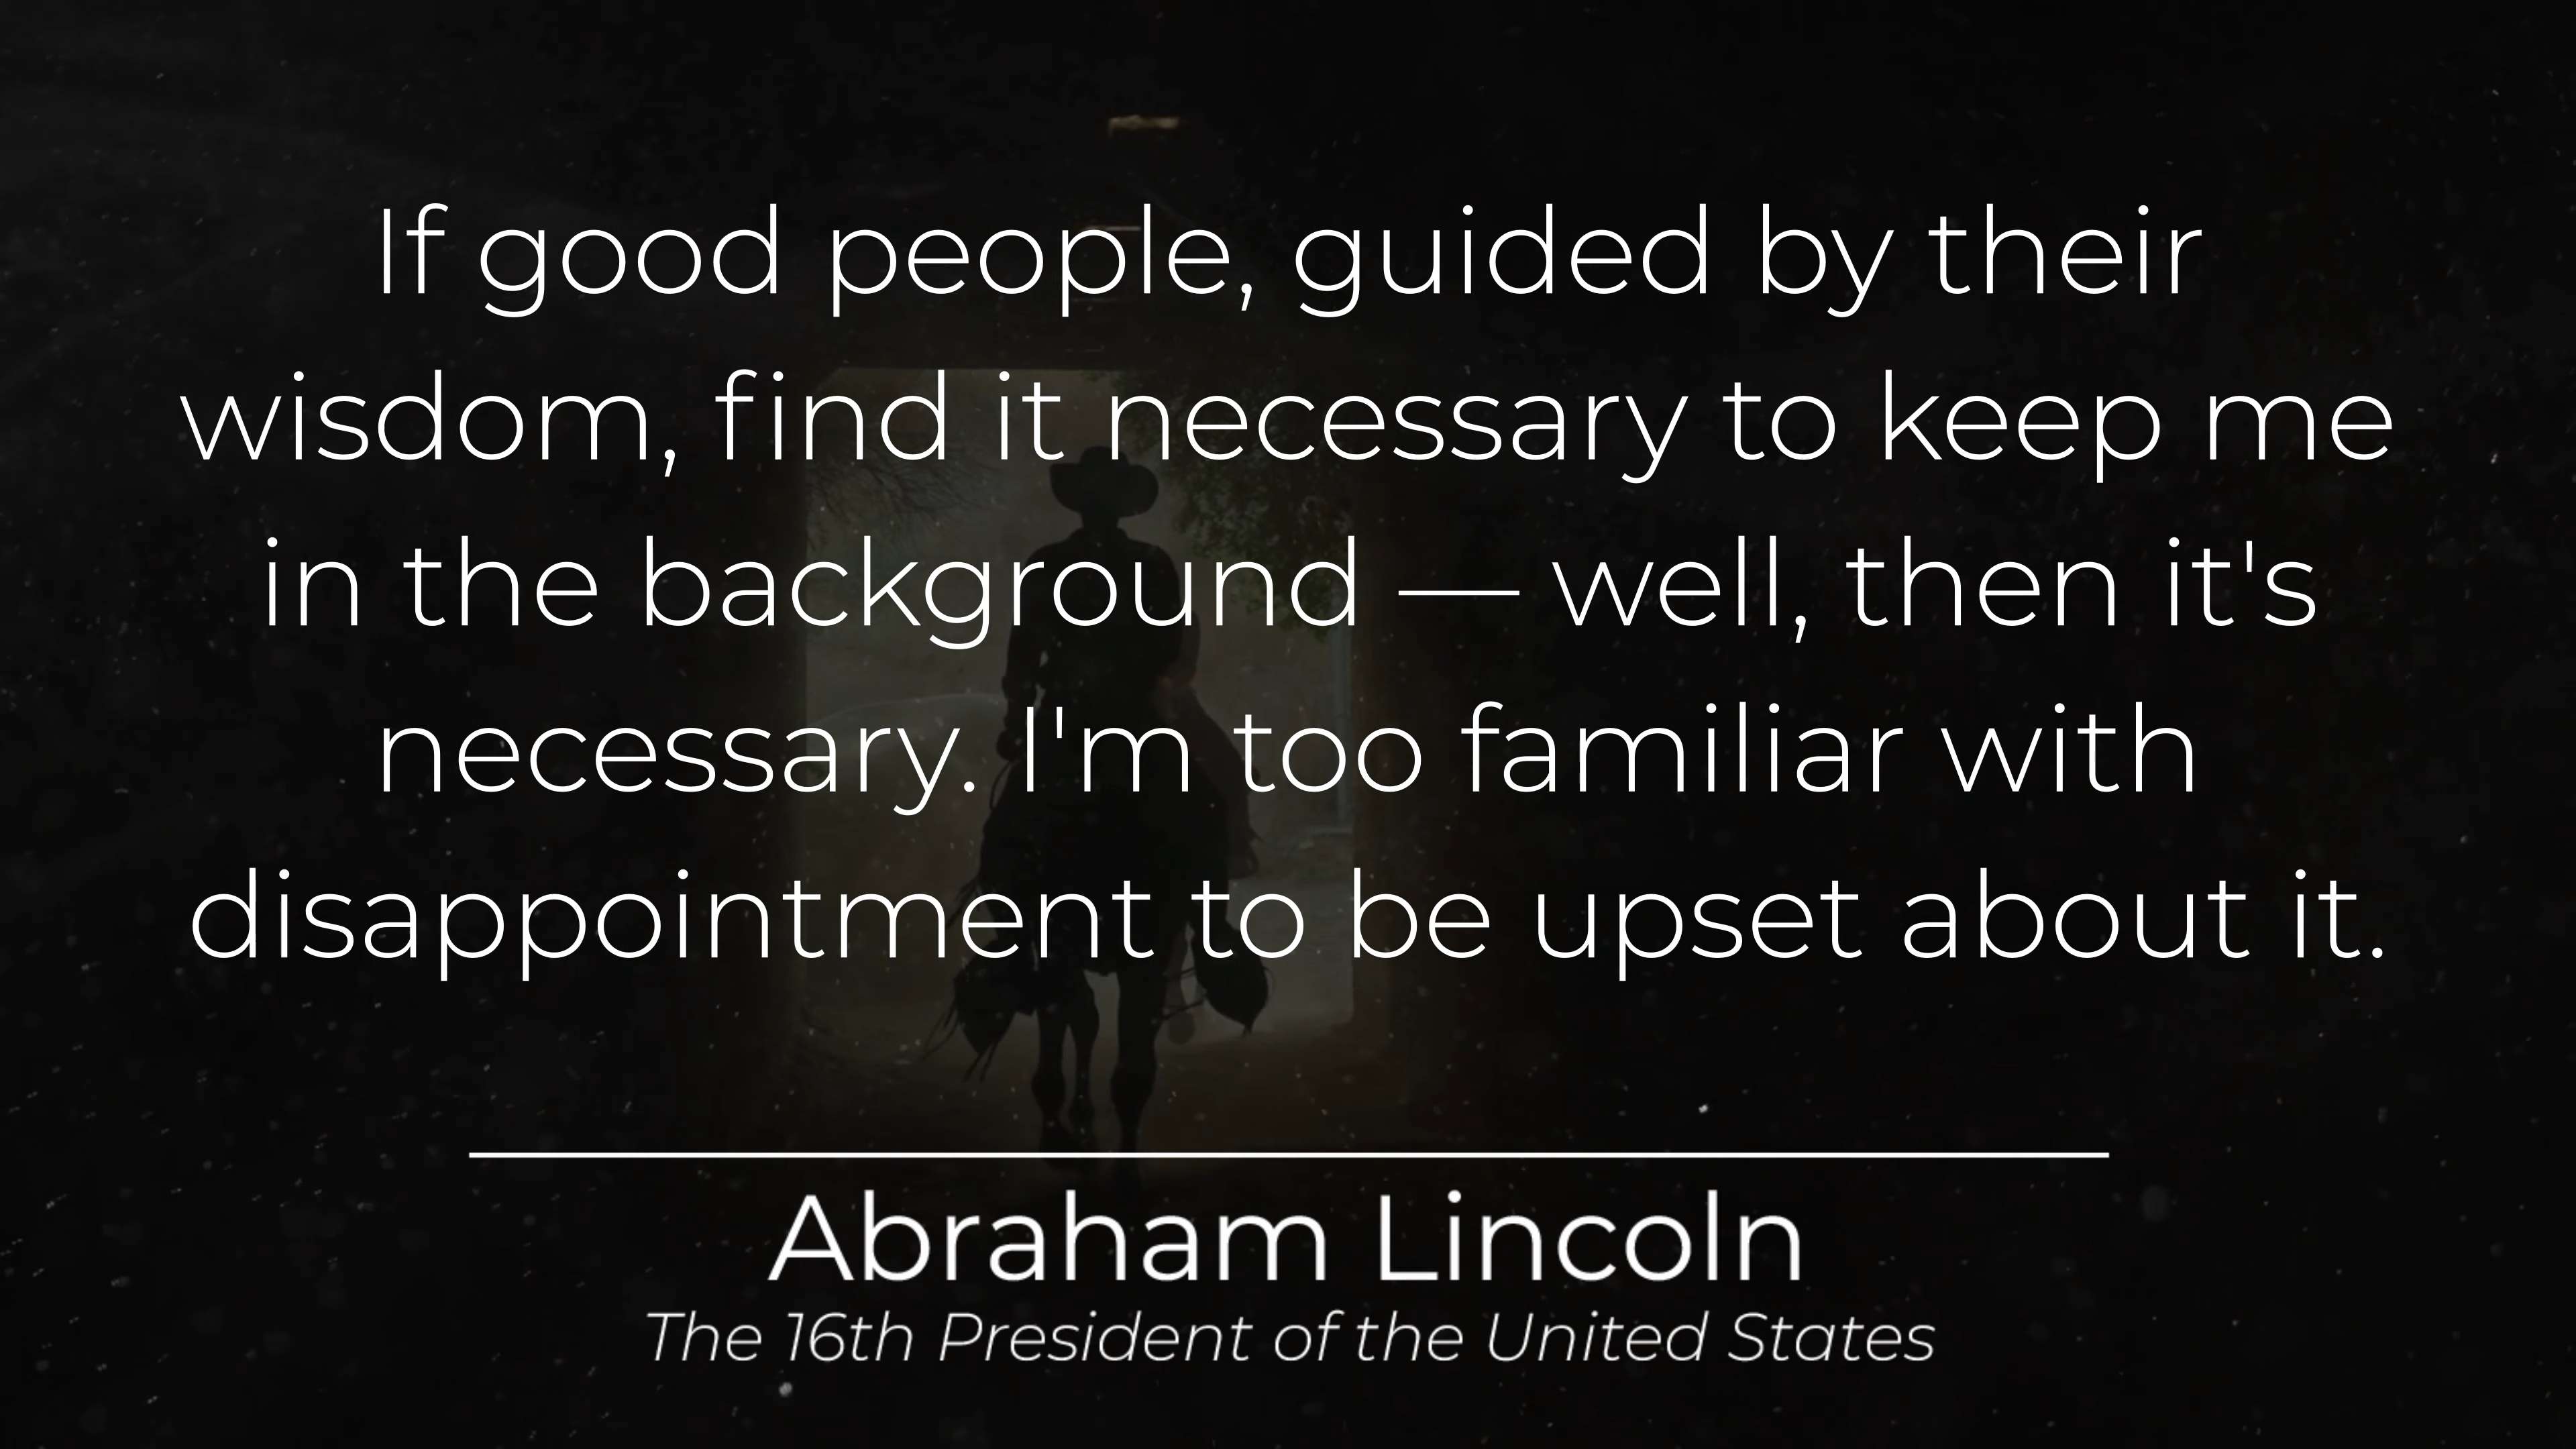 If good people, guided by their
wisdom, find it necessary to keep me
in the background — well, then it's
necessary. I'm too familiar with
disappointment to be upset about it.
Abraham Lincoln
The 16th President of the United States